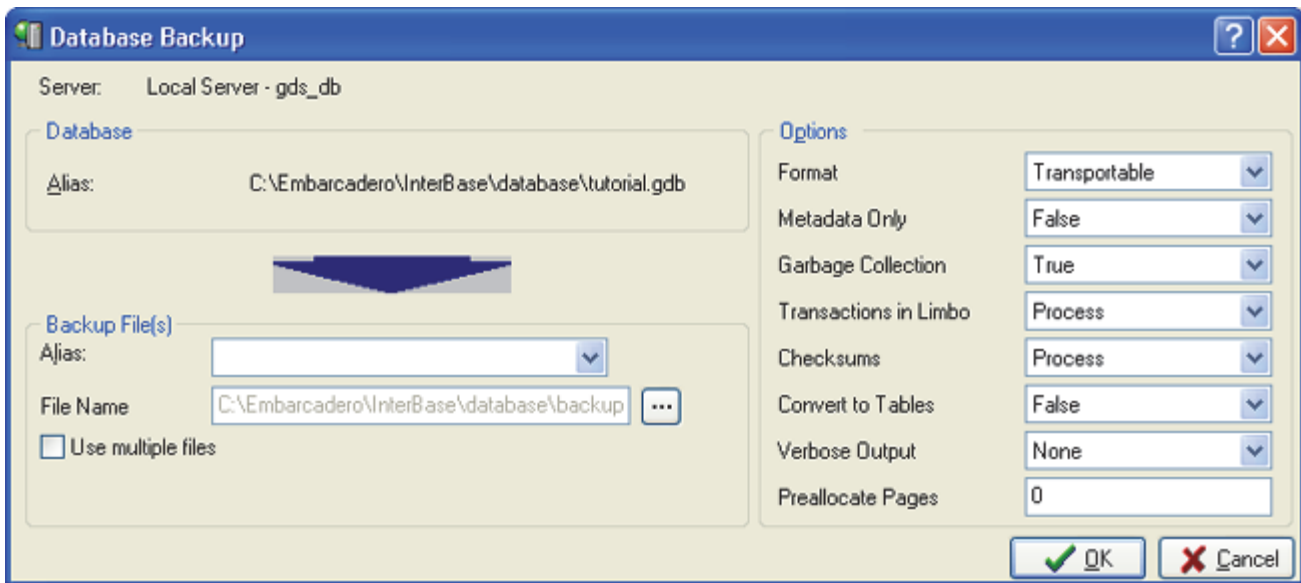 Database Backup
Server: Local Server - gds_db
Database
Alias: C:\Embarcadero\InterBase\database\tutorial.gdb
Backup File(s)
Alias:
File Name C:\Embarcadero\InterBase\database\backup ...
Use multiple files
Options
Format Transportable
Metadata Only False
Garbage Collection True
Transactions in Limbo Process
Checksums Process
Convert to Tables False
Verbose Output None
Preallocate Pages 0
OK Cancel